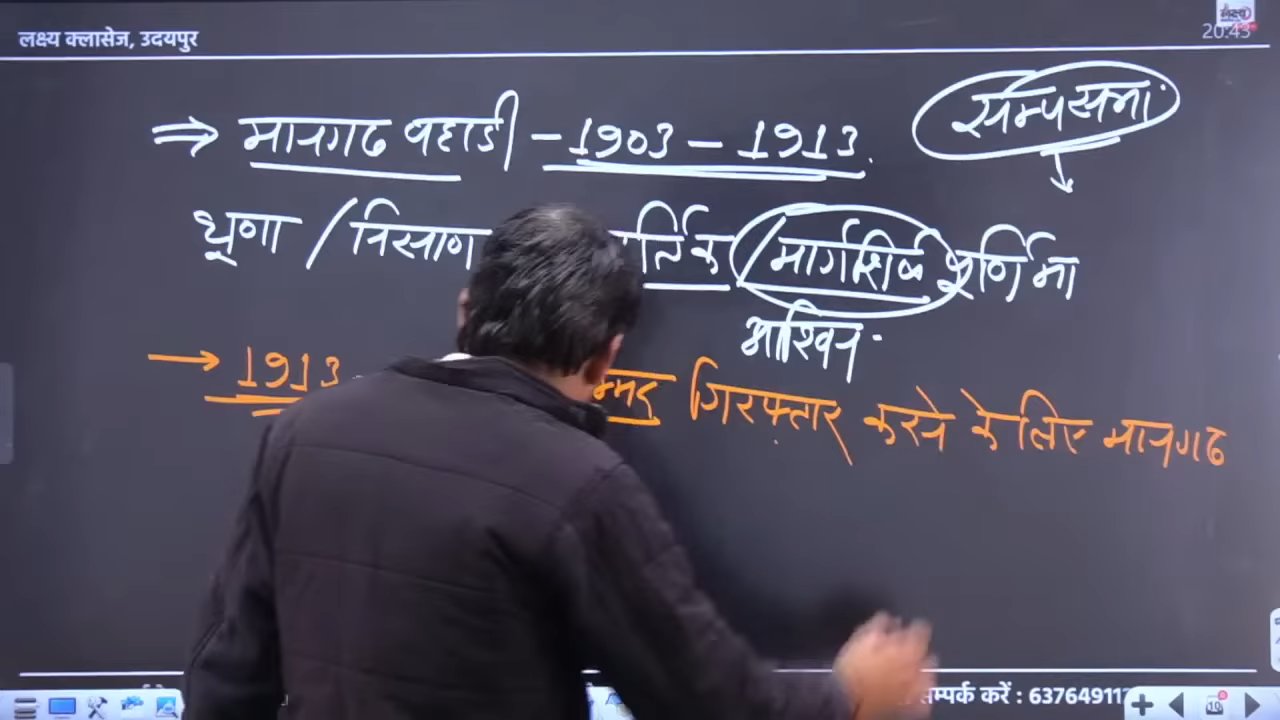 लक्ष्य क्लासेज, उदयपुर
20:43
⇒ मानगढ पहाडी – 1903 – 1913.
सम्पसभा
धूणा / निसाण र्तिक / मार्गशिर्ष पूर्णिमा
आश्विन
→ 1913 म्मद गिरफ़्तार करने के लिए मानगढ
म्पर्क करें : 63764911